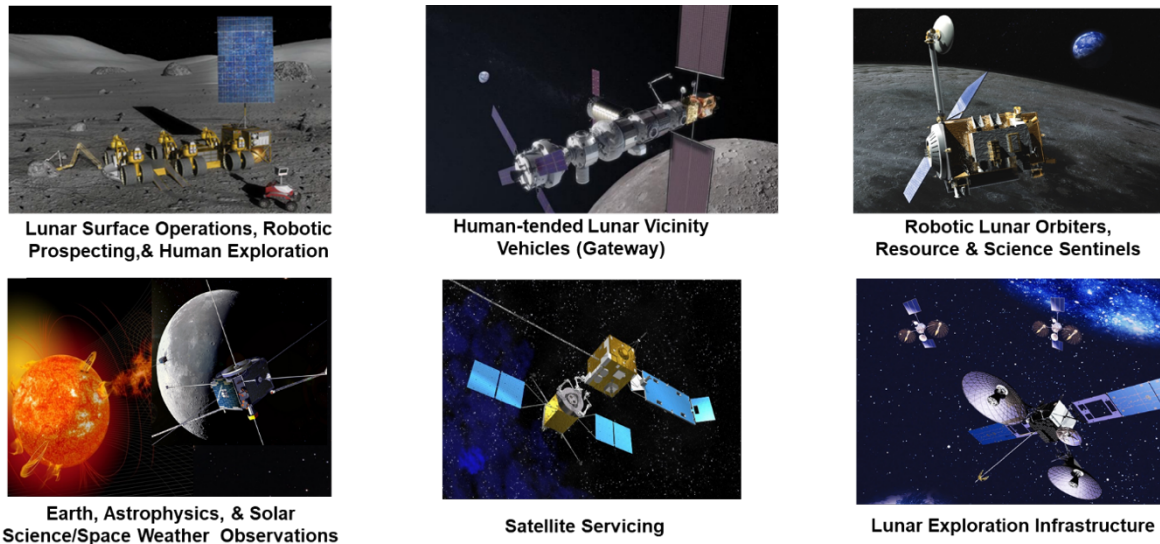 Lunar Surface Operations, Robotic
Prospecting,& Human Exploration
Human-tended Lunar Vicinity
Vehicles (Gateway)
Robotic Lunar Orbiters,
Resource & Science Sentinels
Earth, Astrophysics, & Solar
Science/Space Weather Observations
Satellite Servicing
Lunar Exploration Infrastructure